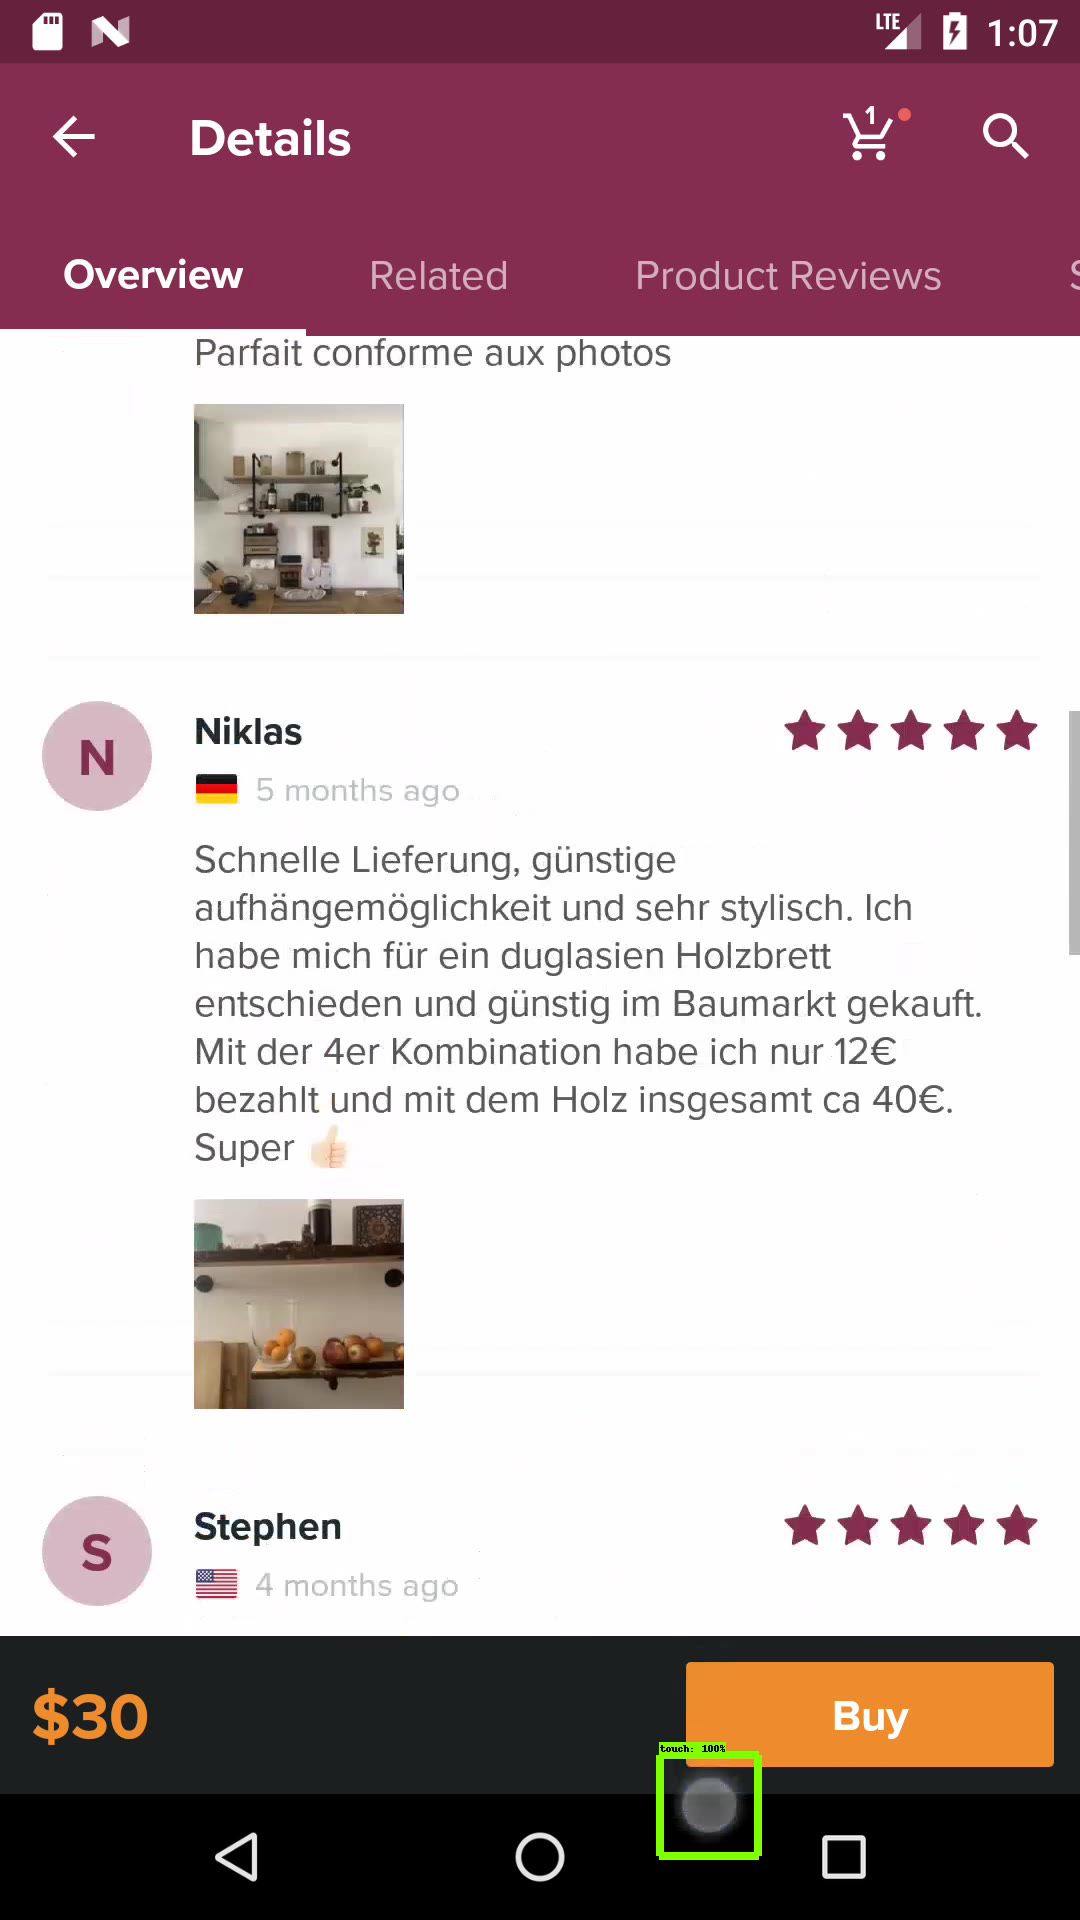 LTE 1:07
Details 1
Overview Related Product Reviews
Parfait conforme aux photos
N Niklas
5 months ago
Schnelle Lieferung, günstige
aufhängemöglichkeit und sehr stylisch. Ich
habe mich für ein duglasien Holzbrett
entschieden und günstig im Baumarkt gekauft.
Mit der 4er Kombination habe ich nur 12€
bezahlt und mit dem Holz insgesamt ca 40€.
Super 👍🏻
S Stephen
4 months ago
$30 Buy
touch: 100%